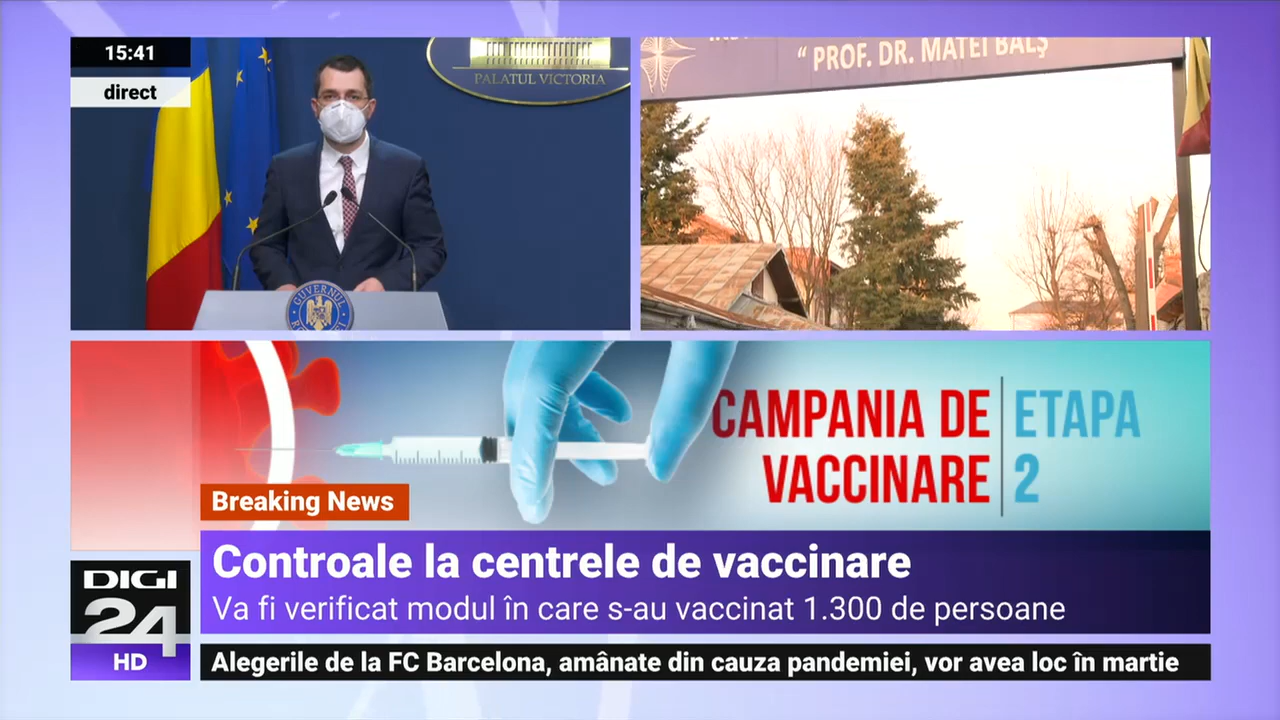 15:41
direct
PALATUL VICTORIA
GUVERNUL
“ PROF. DR. MATEI BALȘ
CAMPANIA DE
VACCINARE
ETAPA
2
Breaking News
Controale la centrele de vaccinare
Va fi verificat modul în care s-au vaccinat 1.300 de persoane
DIGI
24
HD
Alegerile de la FC Barcelona, amânate din cauza pandemiei, vor avea loc în martie